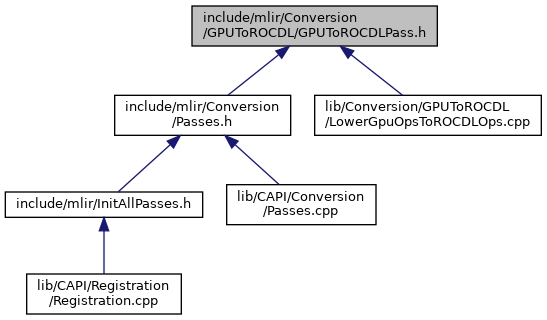 include/mlir/Conversion
/GPUToROCDL/GPUToROCDLPass.h
include/mlir/Conversion
/Passes.h
lib/Conversion/GPUToROCDL
/LowerGpuOpsToROCDLOps.cpp
include/mlir/InitAllPasses.h
lib/CAPI/Conversion
/Passes.cpp
lib/CAPI/Registration
/Registration.cpp